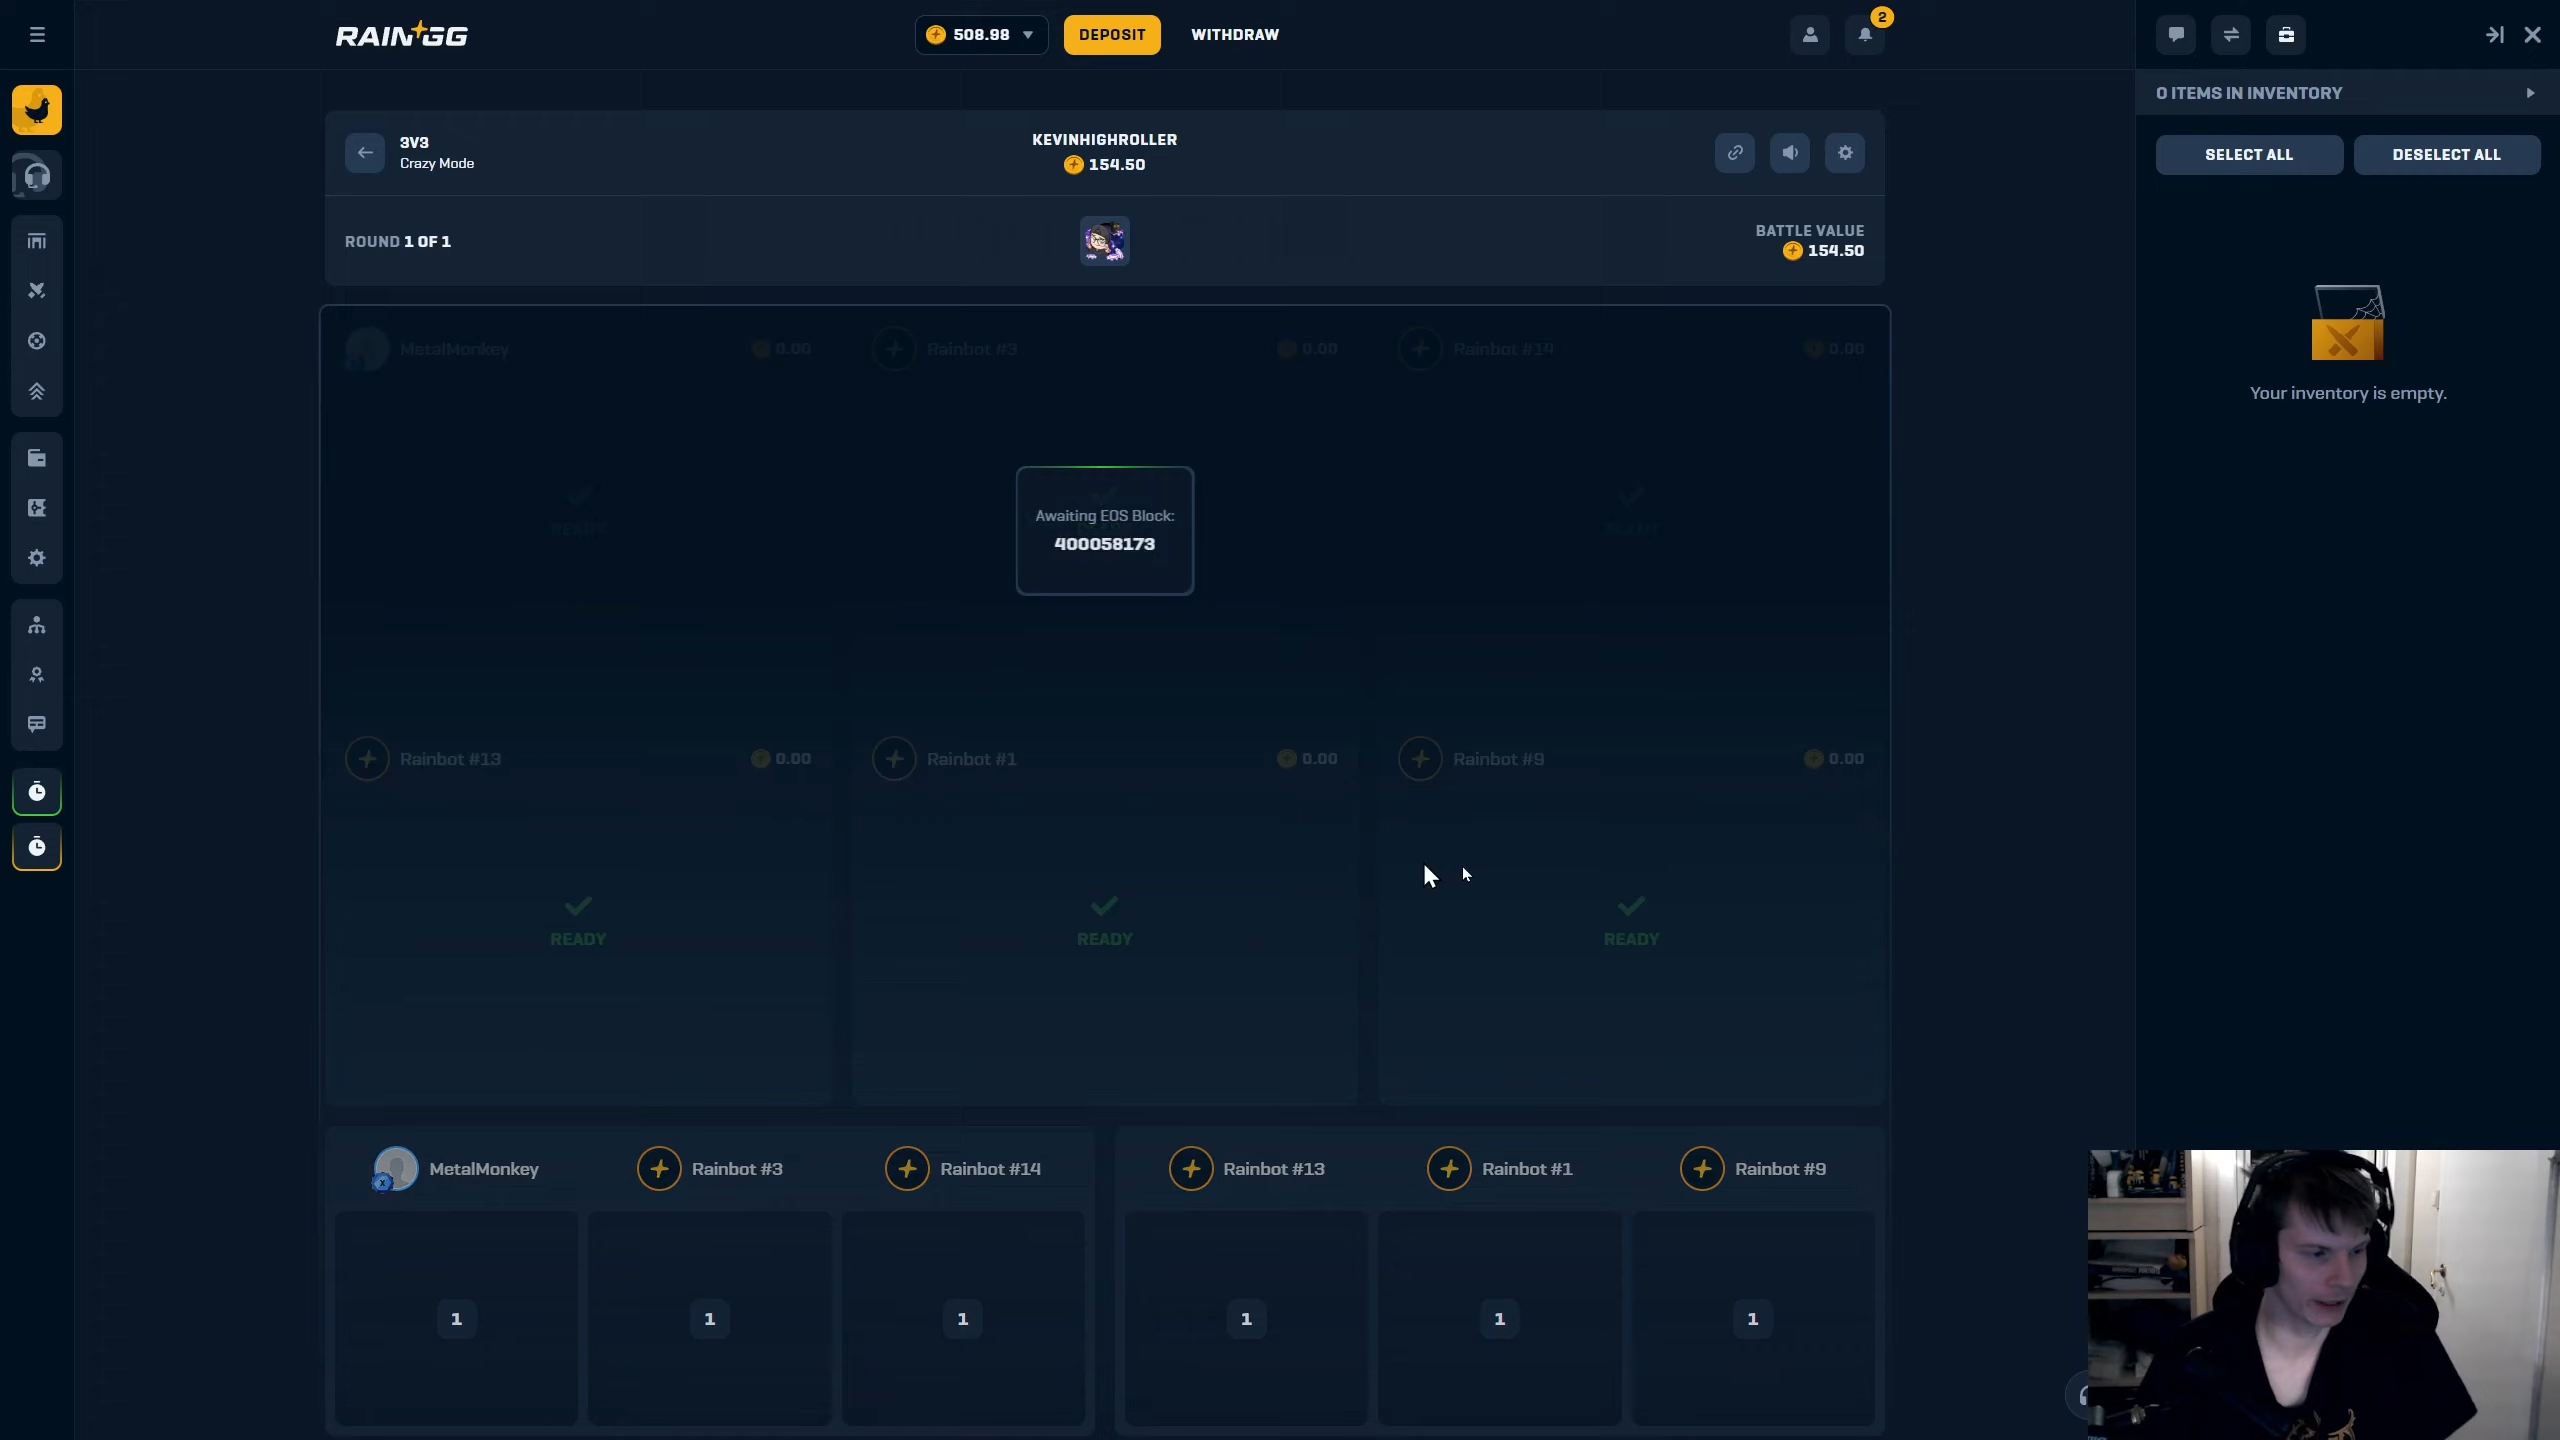 RAIN GG
508.98
DEPOSIT
WITHDRAW
2
0 ITEMS IN INVENTORY
SELECT ALL
DESELECT ALL
Your inventory is empty.
3V3
Crazy Mode
KEVINHIGHROLLER
154.50
ROUND 1 OF 1
BATTLE VALUE
154.50
MetalMonkey
0.00
Rainbot #3
0.00
Rainbot #14
0.00
READY
READY
Awaiting EOS Block:
400058173
Rainbot #13
0.00
Rainbot #1
0.00
Rainbot #9
0.00
READY
READY
READY
MetalMonkey
Rainbot #3
Rainbot #14
Rainbot #13
Rainbot #1
Rainbot #9
X
1
1
1
1
1
1